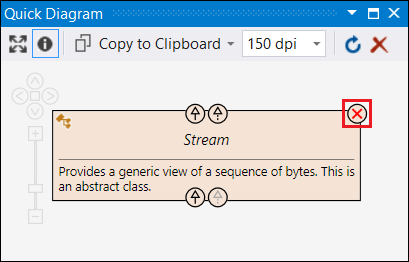 Quick Diagram
Copy to Clipboard 150 dpi
Stream
Provides a generic view of a sequence of bytes. This is
an abstract class.